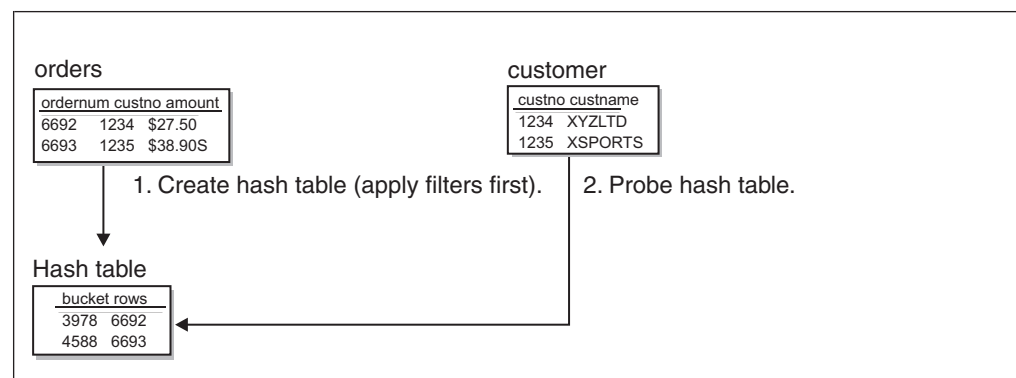 orders
ordernum custno amount
6692 1234 $27.50
6693 1235 $38.90S
customer
custno custname
1234 XYZLTD
1235 XSPORTS
1. Create hash table (apply filters first).
2. Probe hash table.
Hash table
bucket rows
3978 6692
4588 6693